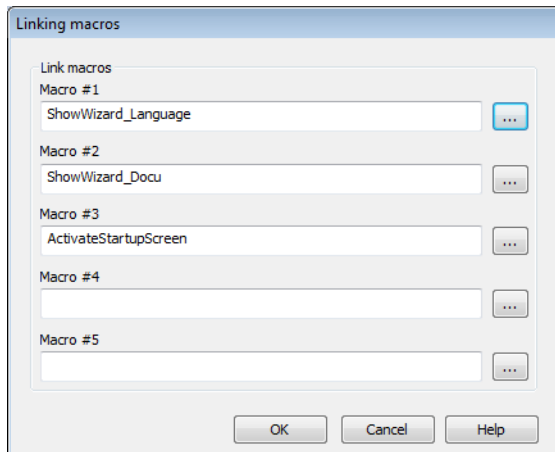 Linking macros
Link macros
Macro #1
ShowWizard_Language
...
Macro #2
ShowWizard_Docu
...
Macro #3
ActivateStartupScreen
...
Macro #4
...
Macro #5
...
OK Cancel Help